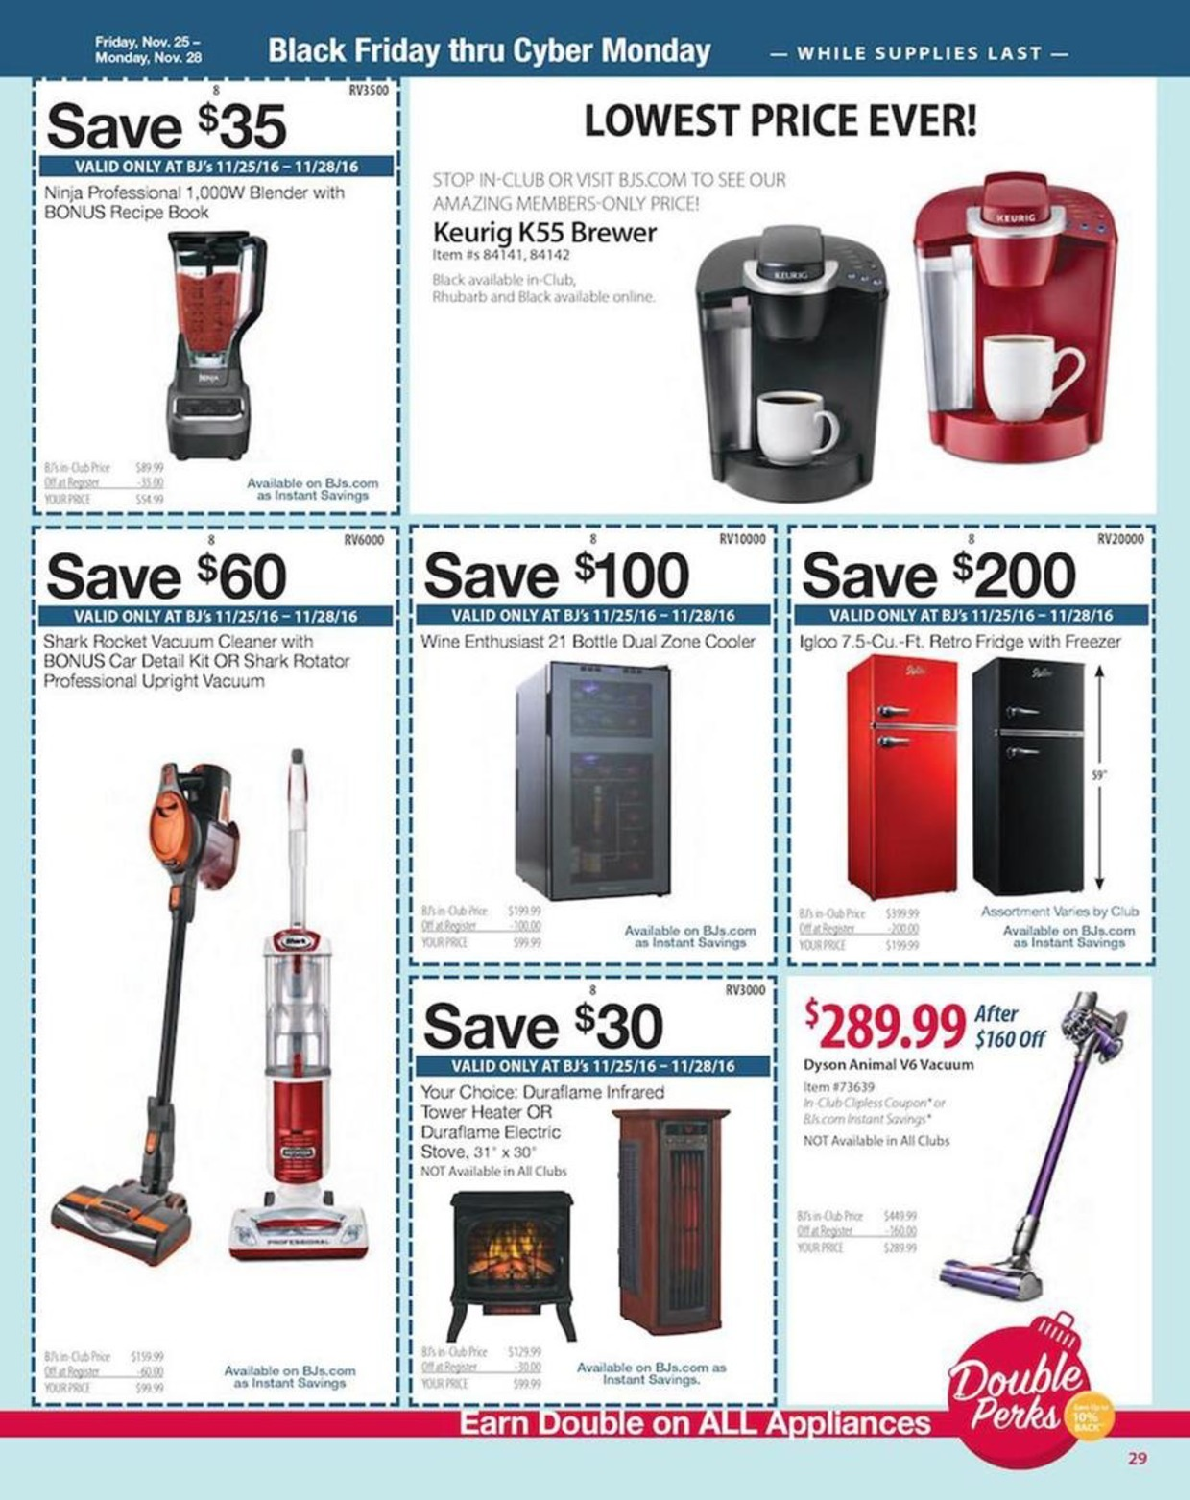 Friday, Nov. 25 –
Monday, Nov. 28
Black Friday thru Cyber Monday
— WHILE SUPPLIES LAST —
8
RV3500
Save $35
VALID ONLY AT BJ's 11/25/16 – 11/28/16
Ninja Professional 1,000W Blender with
BONUS Recipe Book
NINJA
BJ's in-Club Price $89.99
Off at Register -35.00
YOUR PRICE $54.99
Available on BJs.com
as Instant Savings
LOWEST PRICE EVER!
STOP IN-CLUB OR VISIT BJS.COM TO SEE OUR
AMAZING MEMBERS-ONLY PRICE!
Keurig K55 Brewer
Item #s 84141, 84142
Black available in-Club,
Rhubarb and Black available online.
KEURIG
KEURIG
8
RV6000
Save $60
VALID ONLY AT BJ's 11/25/16 – 11/28/16
Shark Rocket Vacuum Cleaner with
BONUS Car Detail Kit OR Shark Rotator
Professional Upright Vacuum
Shark
PROFESSIONAL
BJ's in-Club Price $159.99
Off at Register -60.00
YOUR PRICE $99.99
Available on BJs.com
as Instant Savings
8
RV10000
Save $100
VALID ONLY AT BJ's 11/25/16 – 11/28/16
Wine Enthusiast 21 Bottle Dual Zone Cooler
BJ's in-Club Price $199.99
Off at Register -100.00
YOUR PRICE $99.99
Available on BJs.com
as Instant Savings
8
RV20000
Save $200
VALID ONLY AT BJ's 11/25/16 – 11/28/16
Igloo 7.5-Cu.-Ft. Retro Fridge with Freezer
Igloo
Igloo
59"
BJ's in-Club Price $399.99
Off at Register -200.00
YOUR PRICE $199.99
Assortment Varies by Club
Available on BJs.com
as Instant Savings
8
RV3000
Save $30
VALID ONLY AT BJ's 11/25/16 – 11/28/16
Your Choice: Duraflame Infrared
Tower Heater OR
Duraflame Electric
Stove, 31" x 30"
NOT Available in All Clubs
BJ's in-Club Price $129.99
Off at Register -30.00
YOUR PRICE $99.99
Available on BJs.com as
Instant Savings.
$289.99 After
$160 Off
Dyson Animal V6 Vacuum
Item #73639
In-Club Clipless Coupon* or
BJs.com Instant Savings*
NOT Available in All Clubs
BJ's in-Club Price $449.99
Off at Register -160.00
YOUR PRICE $289.99
Earn Double on ALL Appliances
Double
Perks
Earn Up to
10%
BACK
29